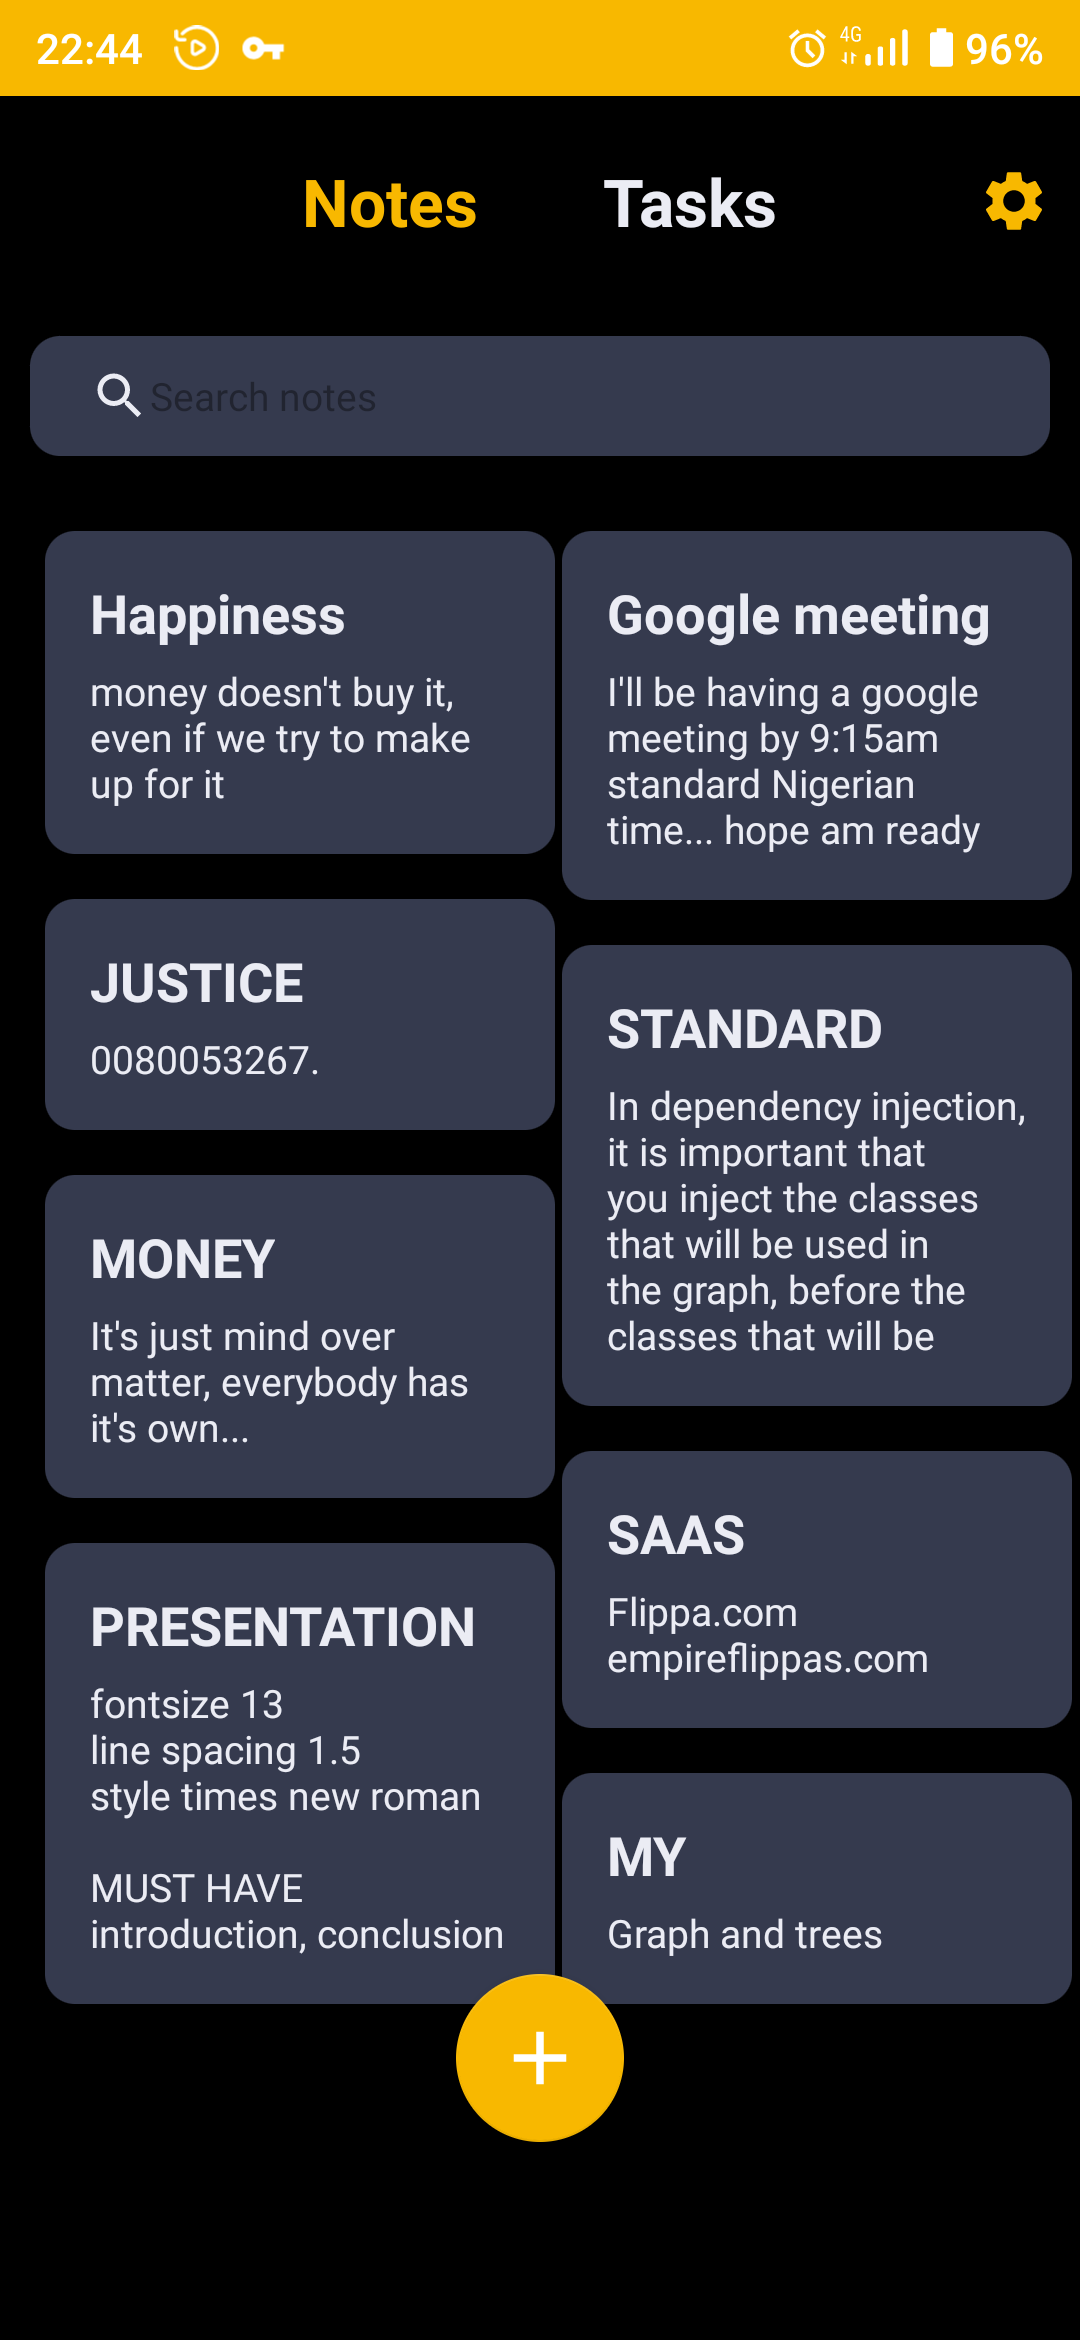 22:44
4G
96%
Notes
Tasks
Search notes
Happiness
money doesn't buy it,
even if we try to make
up for it
Google meeting
I'll be having a google
meeting by 9:15am
standard Nigerian
time... hope am ready
JUSTICE
0080053267.
STANDARD
In dependency injection,
it is important that
you inject the classes
that will be used in
the graph, before the
classes that will be
MONEY
It's just mind over
matter, everybody has
it's own...
SAAS
Flippa.com
empireflippas.com
PRESENTATION
fontsize 13
line spacing 1.5
style times new roman
MUST HAVE
introduction, conclusion
MY
Graph and trees